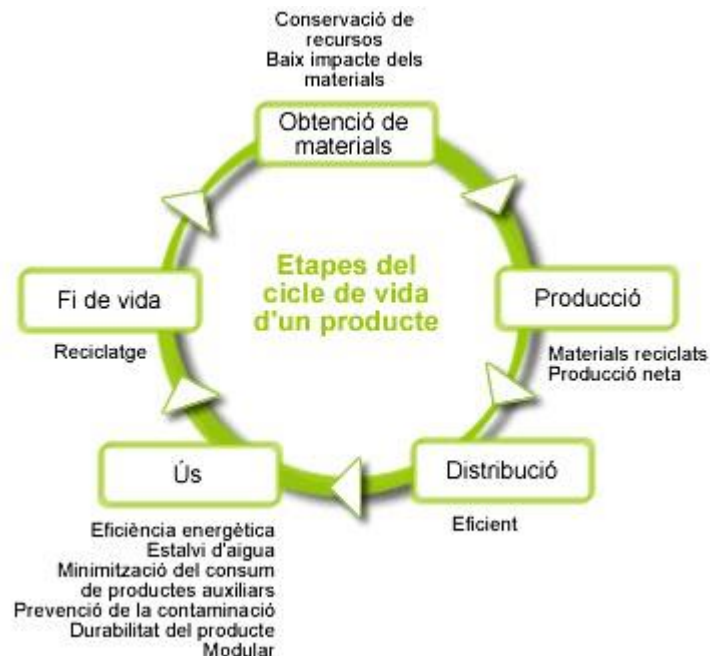 Conservació de
recursos
Baix impacte dels
materials
Obtenció de
materials
Etapes del
cicle de vida
d'un producte
Fi de vida
Reciclatge
Producció
Materials reciclats
Producció neta
Ús
Eficiència energètica
Estalvi d'aigua
Minimització del consum
de productes auxiliars
Prevenció de la contaminació
Durabilitat del producte
Modular
Distribució
Eficient